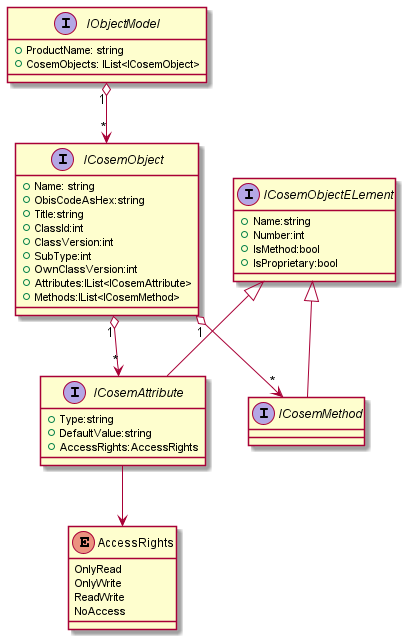 I IObjectModel
ProductName: string
CosemObjects: IList<ICosemObject>
1
*
I ICosemObject
Name: string
ObisCodeAsHex:string
Title:string
ClassId:int
ClassVersion:int
SubType:int
OwnClassVersion:int
Attributes:IList<ICosemAttribute>
Methods:IList<ICosemMethod>
I ICosemObjectELement
Name:string
Number:int
IsMethod:bool
IsProprietary:bool
1
1
*
*
I ICosemAttribute
Type:string
DefaultValue:string
AccessRights:AccessRights
I ICosemMethod
E AccessRights
OnlyRead
OnlyWrite
ReadWrite
NoAccess